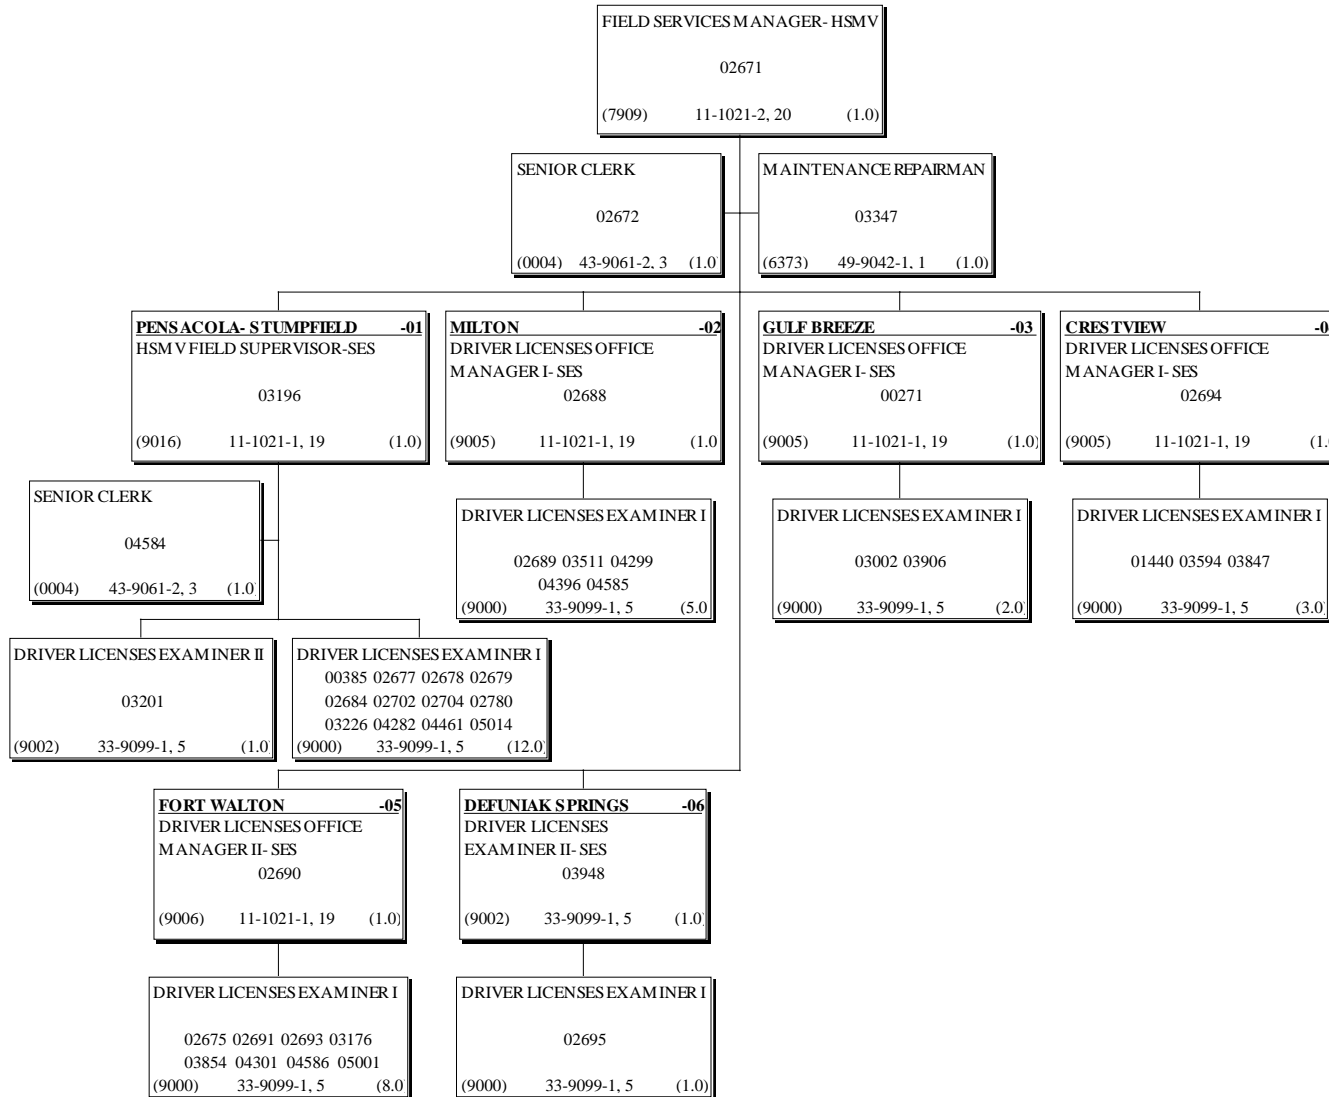 FIELD SERVICES MANAGER- HSMV
02671
(7909) 11-1021-2, 20 (1.0)
SENIOR CLERK
02672
(0004) 43-9061-2, 3 (1.0)
MAINTENANCE REPAIRMAN
03347
(6373) 49-9042-1, 1 (1.0)
PENSACOLA- STUMPFIELD -01
HSMV FIELD SUPERVISOR-SES
03196
(9016) 11-1021-1, 19 (1.0)
MILTON -02
DRIVER LICENSES OFFICE
MANAGER I- SES
02688
(9005) 11-1021-1, 19 (1.0
GULF BREEZE -03
DRIVER LICENSES OFFICE
MANAGER I- SES
00271
(9005) 11-1021-1, 19 (1.0)
CRESTVIEW
DRIVER LICENSES OFFICE
MANAGER I- SES
02694
(9005) 11-1021-1, 19 (1.
SENIOR CLERK
04584
(0004) 43-9061-2, 3 (1.0)
DRIVER LICENSES EXAMINER I
02689 03511 04299
04396 04585
(9000) 33-9099-1, 5 (5.0
DRIVER LICENSES EXAMINER I
03002 03906
(9000) 33-9099-1, 5 (2.0)
DRIVER LICENSES EXAMINER I
01440 03594 03847
(9000) 33-9099-1, 5 (3.0)
DRIVER LICENSES EXAMINER II
03201
(9002) 33-9099-1, 5 (1.0)
DRIVER LICENSES EXAMINER I
00385 02677 02678 02679
02684 02702 02704 02780
03226 04282 04461 05014
(9000) 33-9099-1, 5 (12.0)
FORT WALTON -05
DRIVER LICENSES OFFICE
MANAGER II- SES
02690
(9006) 11-1021-1, 19 (1.0)
DEFUNIAK SPRINGS -06
DRIVER LICENSES
EXAMINER II- SES
03948
(9002) 33-9099-1, 5 (1.0)
DRIVER LICENSES EXAMINER I
02675 02691 02693 03176
03854 04301 04586 05001
(9000) 33-9099-1, 5 (8.0
DRIVER LICENSES EXAMINER I
02695
(9000) 33-9099-1, 5 (1.0)